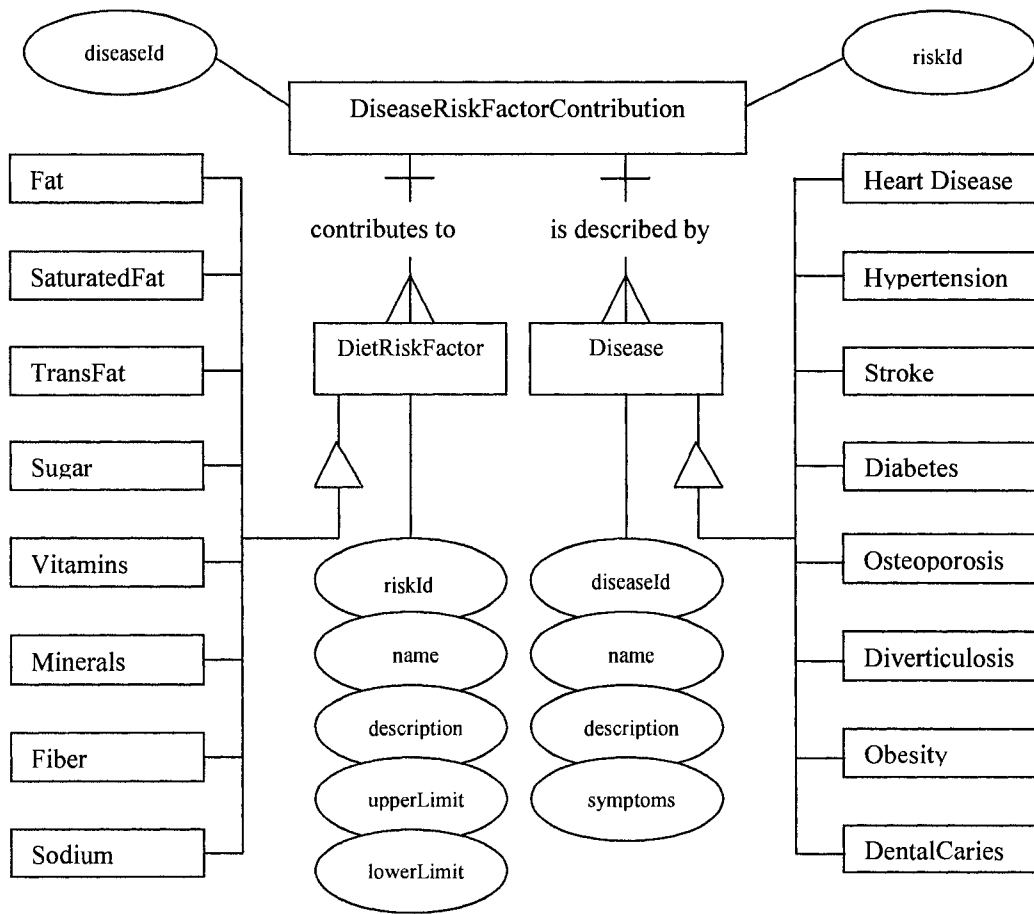 diseaseId
riskId
DiseaseRiskFactorContribution
Fat
SaturatedFat
TransFat
Sugar
Vitamins
Minerals
Fiber
Sodium
contributes to
is described by
DietRiskFactor
Disease
riskId
name
description
upperLimit
lowerLimit
diseaseId
name
description
symptoms
Heart Disease
Hypertension
Stroke
Diabetes
Osteoporosis
Diverticulosis
Obesity
DentalCaries